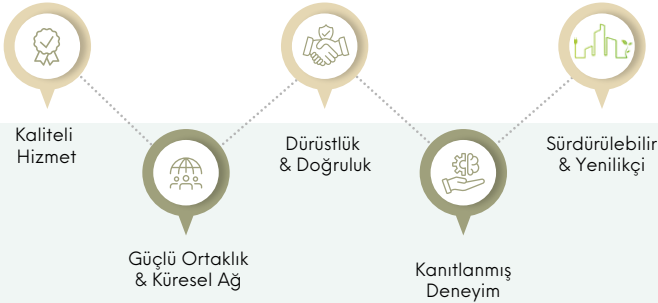 Kaliteli
Hizmet
Güçlü Ortaklık
& Küresel Ağ
Dürüstlük
& Doğruluk
Kanıtlanmış
Deneyim
Sürdürülebilir
& Yenilikçi